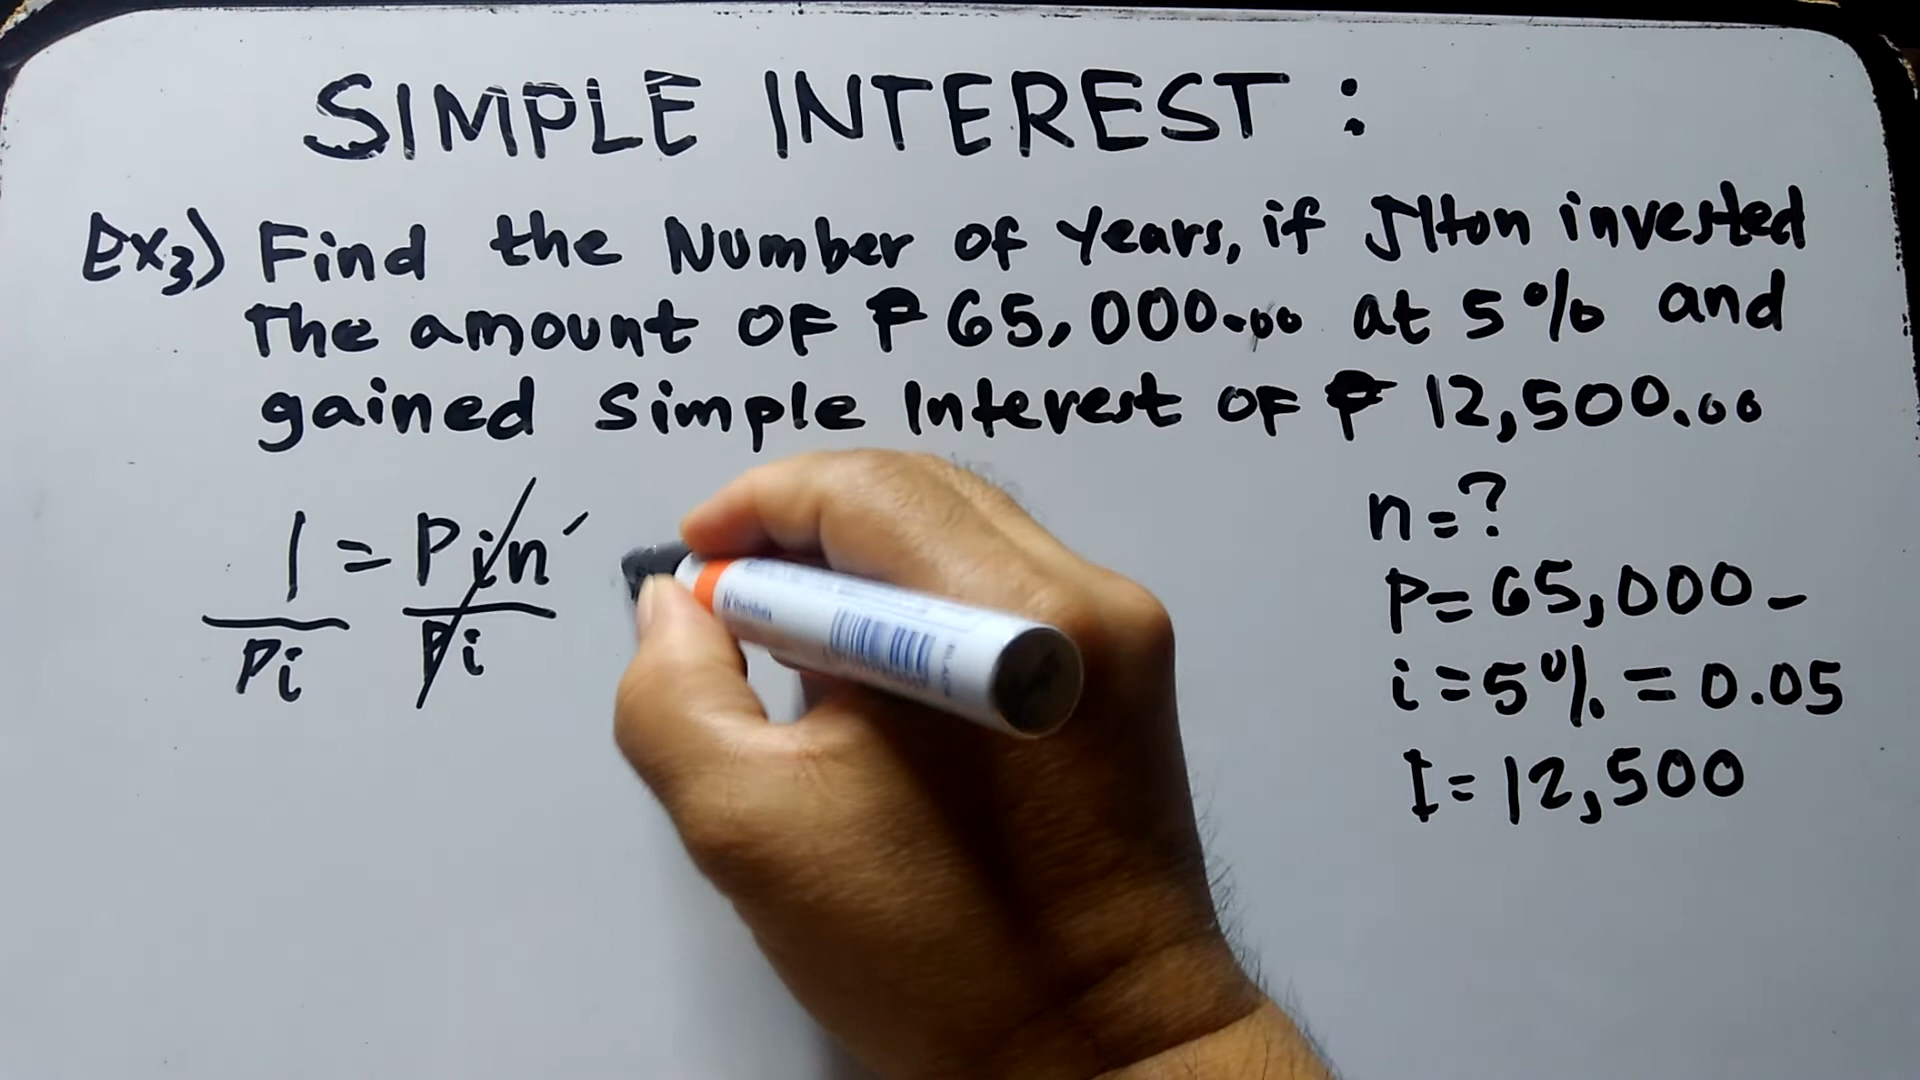 SIMPLE INTEREST :
Ex3) Find the Number of Years, if Jlton invested
The amount OF ₱ 65,000.00 at 5% and
gained Simple Interest OF ₱ 12,500.00
I = Pin
Pi Pi
n = ?
P = 65,000 -
i = 5% = 0.05
I = 12,500